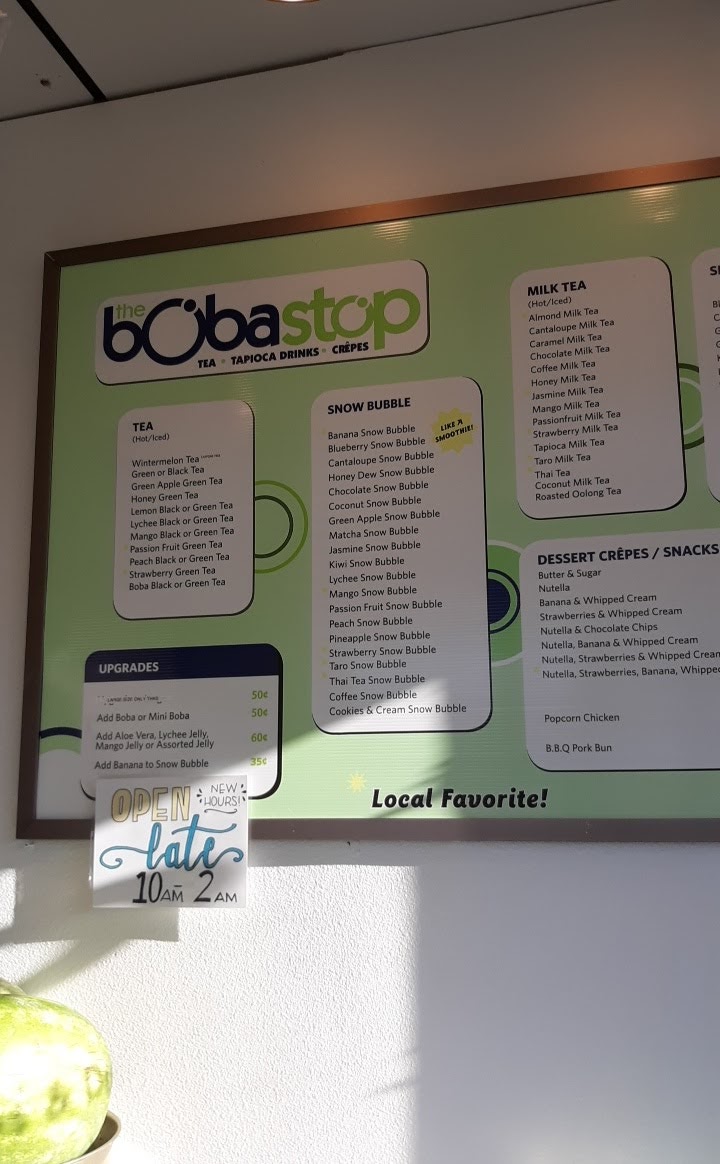 the
bobastop
TEA • TAPIOCA DRINKS • CRÊPES
TEA
(Hot/Iced)
Wintermelon Tea
Green or Black Tea
Green Apple Green Tea
Honey Green Tea
Lemon Black or Green Tea
Lychee Black or Green Tea
Mango Black or Green Tea
Passion Fruit Green Tea
Peach Black or Green Tea
Strawberry Green Tea
Boba Black or Green Tea
UPGRADES
LARGE SIZE ONLY 50¢
Add Boba or Mini Boba 50¢
Add Aloe Vera, Lychee Jelly,
Mango Jelly or Assorted Jelly 60¢
Add Banana to Snow Bubble 35¢
OPEN
NEW
HOURS!
late
10AM 2AM
SNOW BUBBLE
LIKE A
SMOOTHIE!
Banana Snow Bubble
Blueberry Snow Bubble
Cantaloupe Snow Bubble
Honey Dew Snow Bubble
Chocolate Snow Bubble
Coconut Snow Bubble
Green Apple Snow Bubble
Matcha Snow Bubble
Jasmine Snow Bubble
Kiwi Snow Bubble
Lychee Snow Bubble
Mango Snow Bubble
Passion Fruit Snow Bubble
Peach Snow Bubble
Pineapple Snow Bubble
Strawberry Snow Bubble
Taro Snow Bubble
Thai Tea Snow Bubble
Coffee Snow Bubble
Cookies & Cream Snow Bubble
Local Favorite!
MILK TEA
(Hot/Iced)
Almond Milk Tea
Cantaloupe Milk Tea
Caramel Milk Tea
Chocolate Milk Tea
Coffee Milk Tea
Honey Milk Tea
Jasmine Milk Tea
Mango Milk Tea
Passionfruit Milk Tea
Strawberry Milk Tea
Tapioca Milk Tea
Taro Milk Tea
Thai Tea
Coconut Milk Tea
Roasted Oolong Tea
DESSERT CRÊPES / SNACKS
Butter & Sugar
Nutella
Banana & Whipped Cream
Strawberries & Whipped Cream
Nutella & Chocolate Chips
Nutella, Banana & Whipped Cream
Nutella, Strawberries & Whipped Cream
Nutella, Strawberries, Banana, Whippe
Popcorn Chicken
B.B.Q Pork Bun